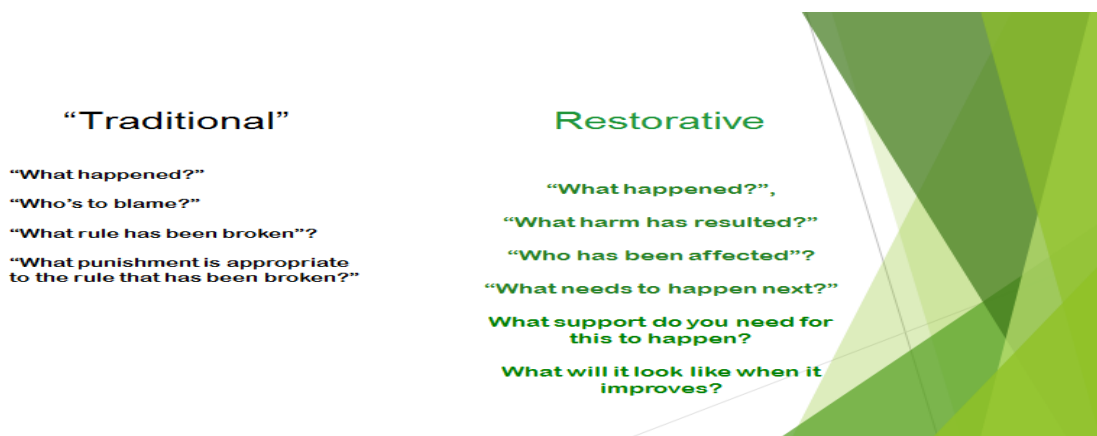 “Traditional”
“What happened?”
“Who’s to blame?”
“What rule has been broken”?
“What punishment is appropriate
to the rule that has been broken?”
Restorative
“What happened?”,
“What harm has resulted?”
“Who has been affected”?
“What needs to happen next?”
What support do you need for
this to happen?
What will it look like when it
improves?